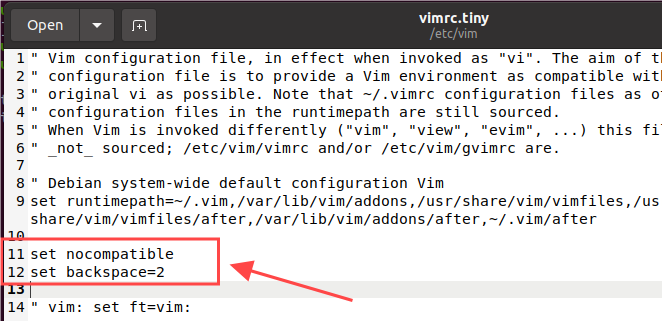 Open
vimrc.tiny
/etc/vim
1 " Vim configuration file, in effect when invoked as "vi". The aim of
2 " configuration file is to provide a Vim environment as compatible
3 " original vi as possible. Note that ~/.vimrc configuration files as
4 " configuration files in the runtimepath are still sourced.
5 " When Vim is invoked differently ("vim", "view", "evim", ...) this
6 " _not_ sourced; /etc/vim/vimrc and/or /etc/vim/gvimrc are.
7
8 " Debian system-wide default configuration Vim
9 set runtimepath=~/.vim,/var/lib/vim/addons,/usr/share/vim/vimfiles,/us
share/vim/vimfiles/after,/var/lib/vim/addons/after,~/.vim/after
10
11 set nocompatible
12 set backspace=2
13
14 " vim: set ft=vim: